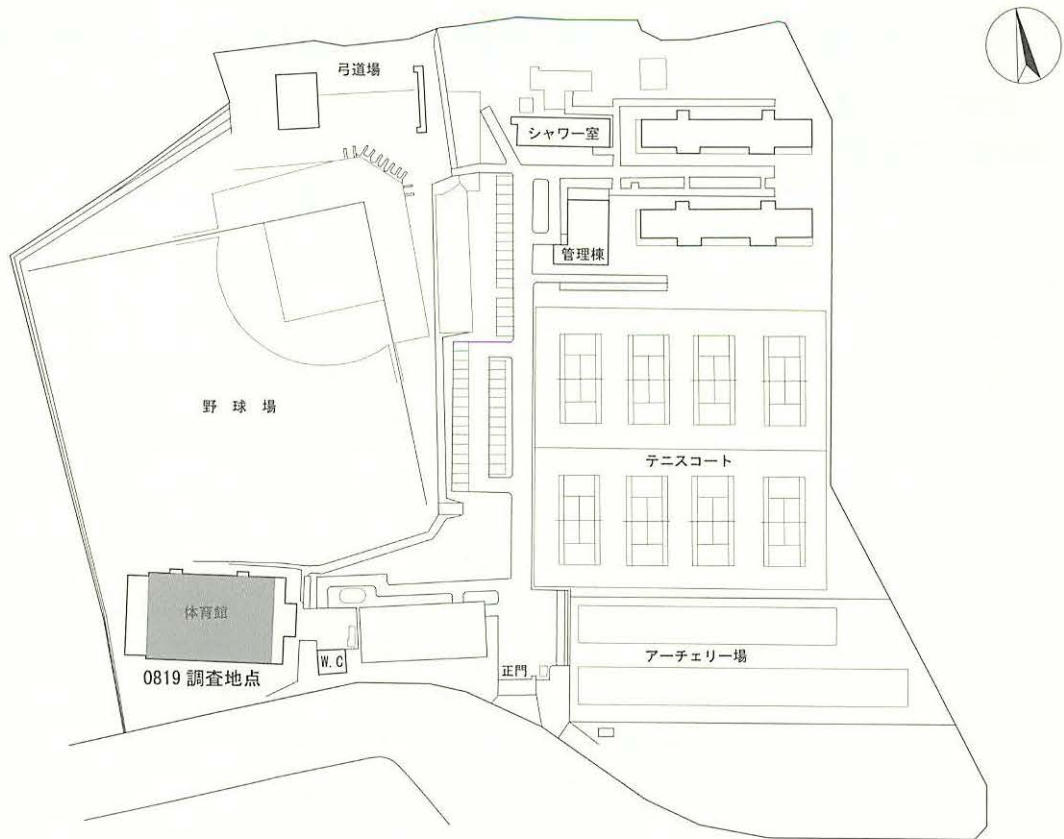 弓道場
シャワー室
管理棟
野球場
テニスコート
体育館
0819 調査地点
W.C
正門
アーチェリー場